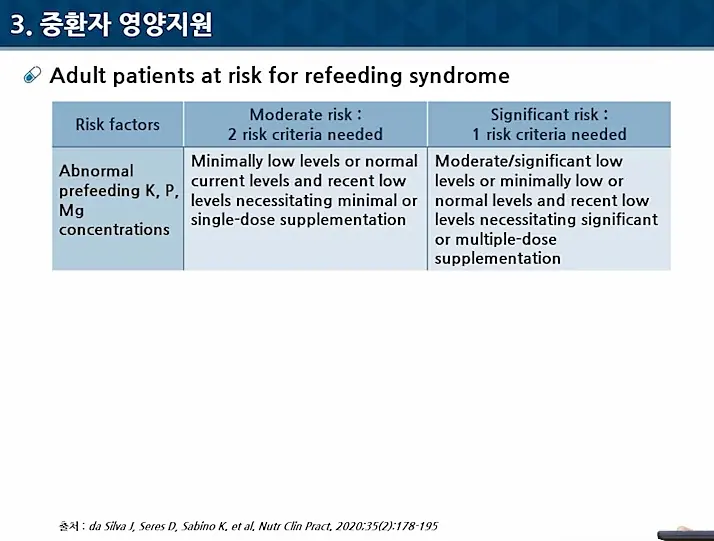 3. 중환자 영양지원
Adult patients at risk for refeeding syndrome
Risk factors
Moderate risk :
2 risk criteria needed
Significant risk :
1 risk criteria needed
Abnormal
prefeeding K, P,
Mg
concentrations
Minimally low levels or normal
current levels and recent low
levels necessitating minimal or
single-dose supplementation
Moderate/significant low
levels or minimally low or
normal levels and recent low
levels necessitating significant
or multiple-dose
supplementation
출처 : da Silva J, Seres D, Sabino K. et al. Nutr Clin Pract. 2020;35(2):178-195